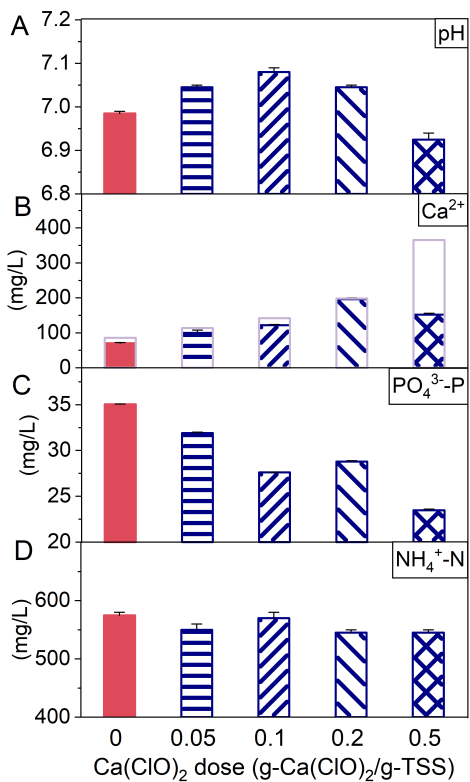 A
pH
7.2
7.1
7.0
6.9
6.8
B
Ca²⁺
400
300
200
100
0
(mg/L)
C
PO₄³⁻-P
35
30
25
20
(mg/L)
D
NH₄⁺-N
600
500
400
(mg/L)
0 0.05 0.1 0.2 0.5
Ca(ClO)₂ dose (g-Ca(ClO)₂/g-TSS)